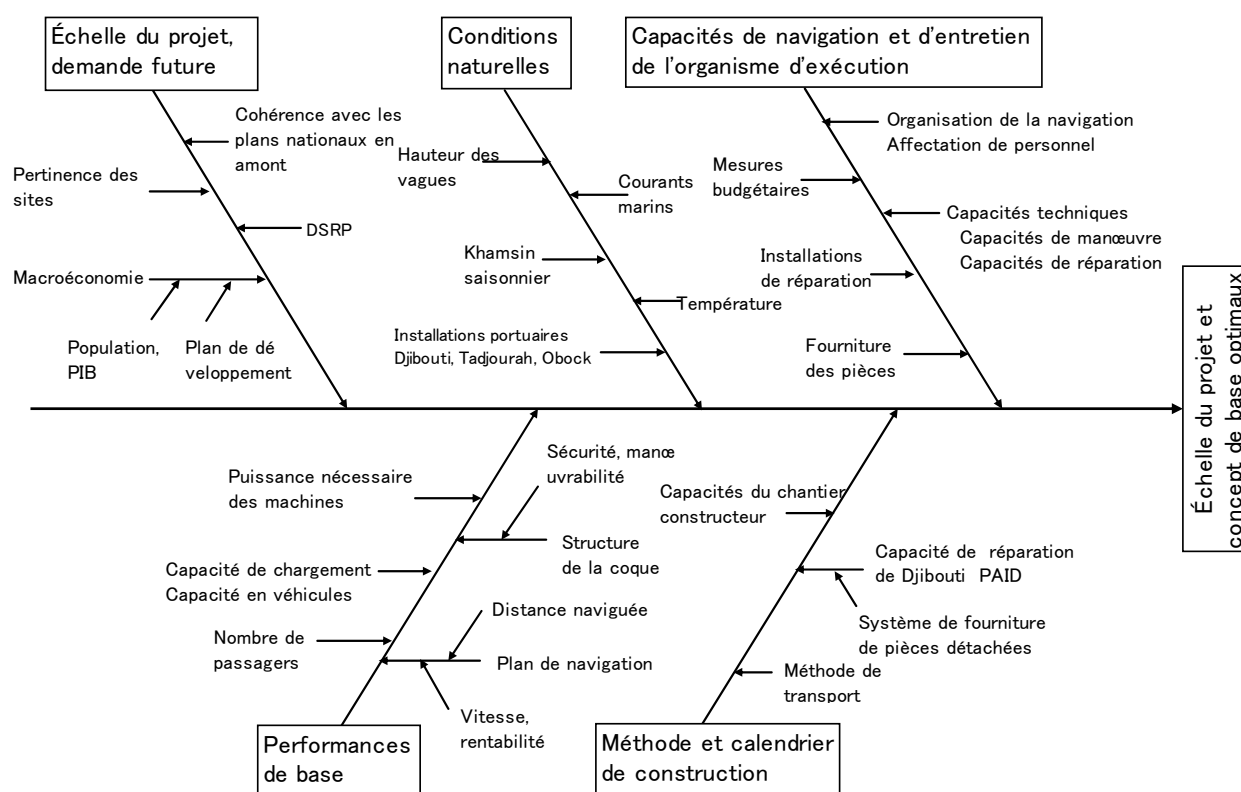 Échelle du projet,
demande future
Conditions
naturelles
Capacités de navigation et d'entretien
de l'organisme d'exécution
Cohérence avec les
plans nationaux en
amont
Pertinence des
sites
DSRP
Macroéconomie
Population,
PIB
Plan de dé
veloppement
Hauteur des
vagues
Courants
marins
Khamsin
saisonnier
Température
Installations portuaires
Djibouti, Tadjourah, Obock
Organisation de la navigation
Affectation de personnel
Mesures
budgétaires
Capacités techniques
Capacités de manœuvre
Capacités de réparation
Installations
de réparation
Fourniture
des pièces
Échelle du projet et
concept de base optimaux
Puissance nécessaire
des machines
Sécurité, manœ
uvrabilité
Structure
de la coque
Capacité de chargement
Capacité en véhicules
Distance naviguée
Nombre de
passagers
Plan de navigation
Vitesse,
rentabilité
Performances
de base
Capacités du chantier
constructeur
Capacité de réparation
de Djibouti PAID
Système de fourniture
de pièces détachées
Méthode de
transport
Méthode et calendrier
de construction